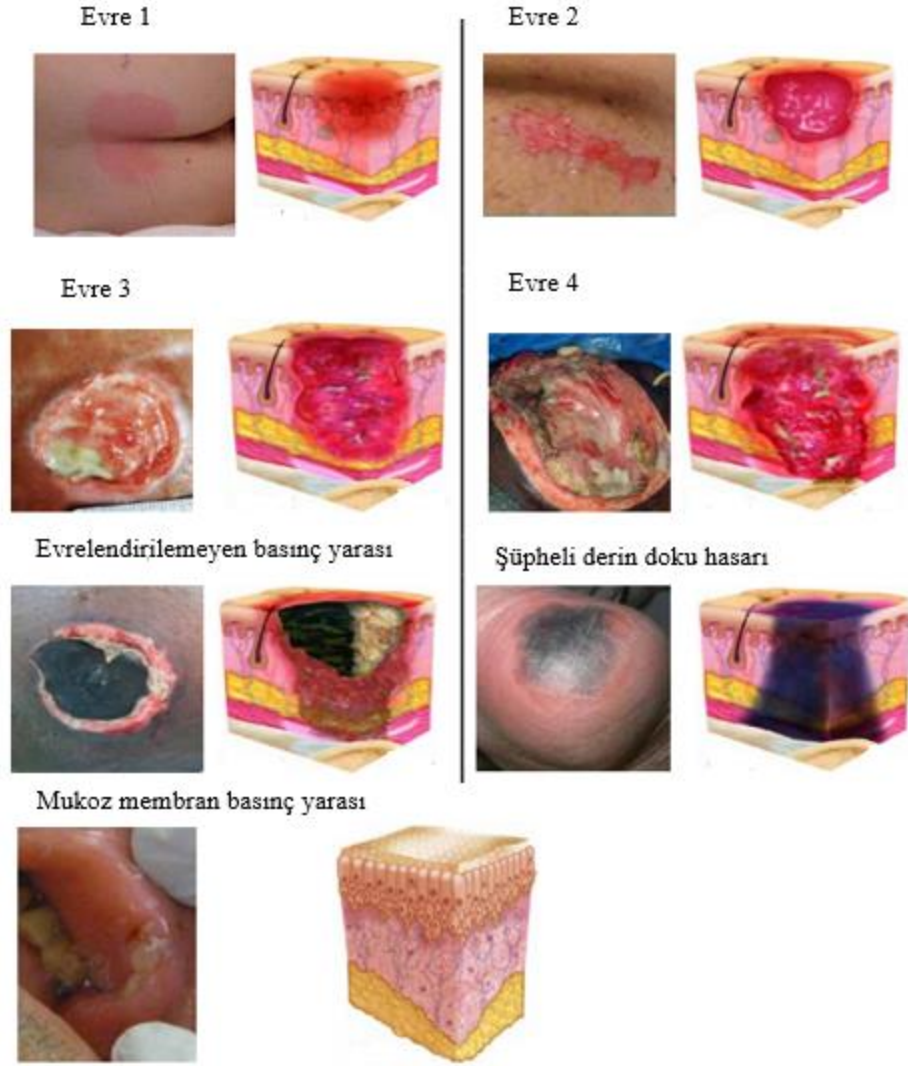 Evre 1
Evre 2
Evre 3
Evre 4
Evrelendirilemeyen basınç yarası
Şüpheli derin doku hasarı
Mukoz membran basınç yarası